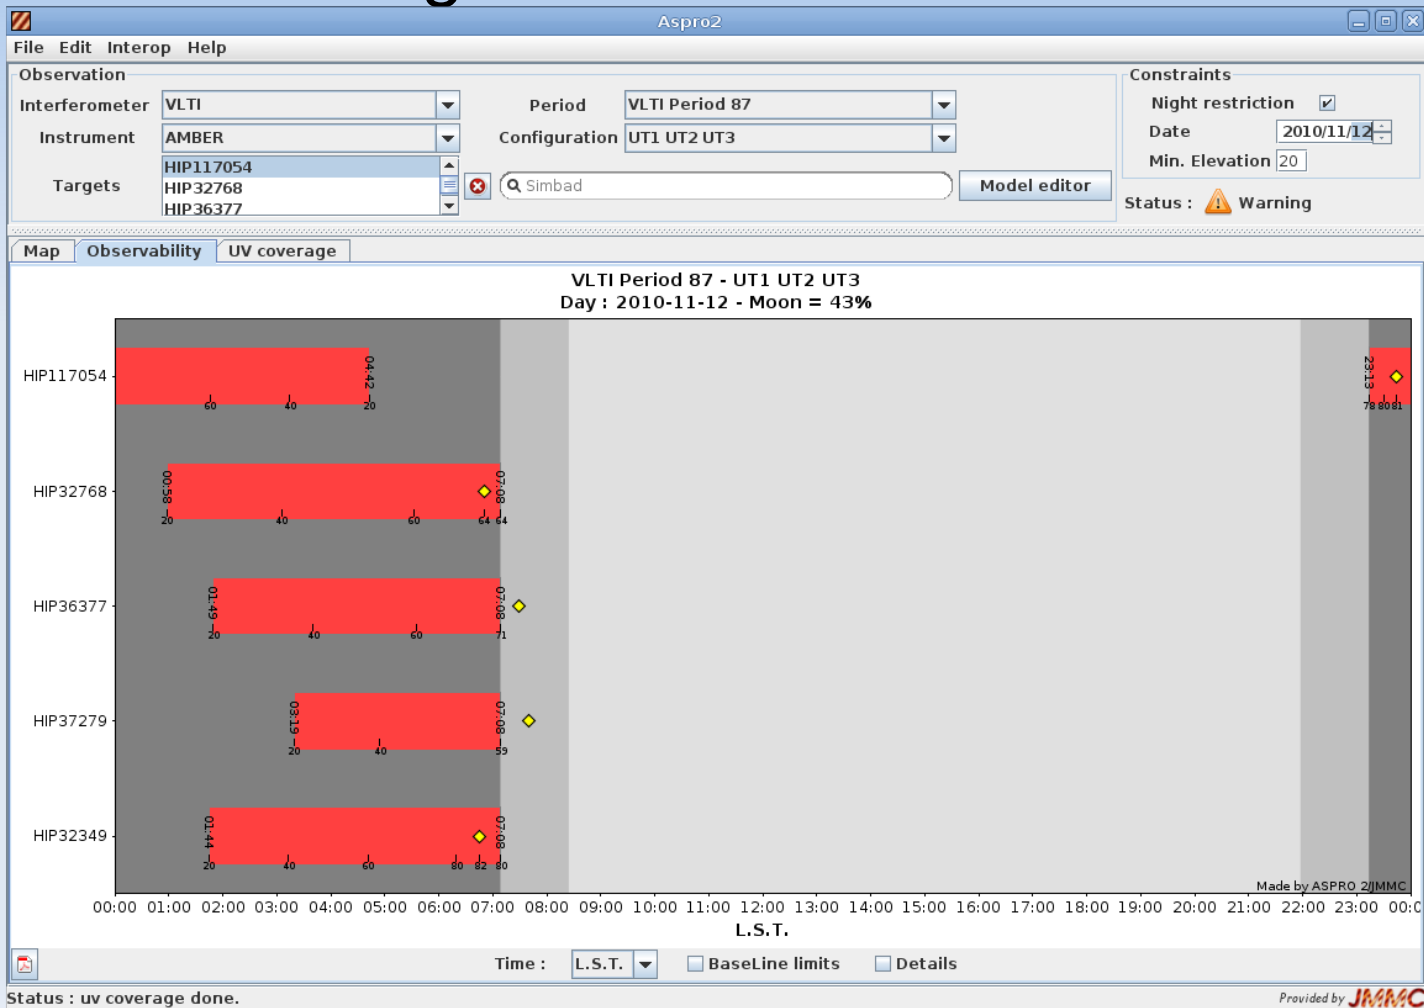 Aspro2
File Edit Interop Help
Observation
Constraints
Interferometer VLTI Period VLTI Period 87
Night restriction
Instrument AMBER Configuration UT1 UT2 UT3
Date 2010/11/12
Min. Elevation 20
Targets HIP117054
HIP32768
HIP36377
Simbad
Model editor
Status : Warning
Map Observability UV coverage
VLTI Period 87 - UT1 UT2 UT3
Day : 2010-11-12 - Moon = 43%
HIP117054 04:42 23:13
60 40 20 78 80 81
HIP32768 00:58 07:08
20 40 60 64 64
HIP36377 01:49 07:08
20 40 60 71
HIP37279 03:19 07:08
20 40 59
HIP32349 01:44 07:08
20 40 60 80 82 80
Made by ASPRO 2/JMMC
00:00 01:00 02:00 03:00 04:00 05:00 06:00 07:00 08:00 09:00 10:00 11:00 12:00 13:00 14:00 15:00 16:00 17:00 18:00 19:00 20:00 21:00 22:00 23:00
L.S.T.
Time : L.S.T. BaseLine limits Details
Status : uv coverage done.
Provided by JMMC